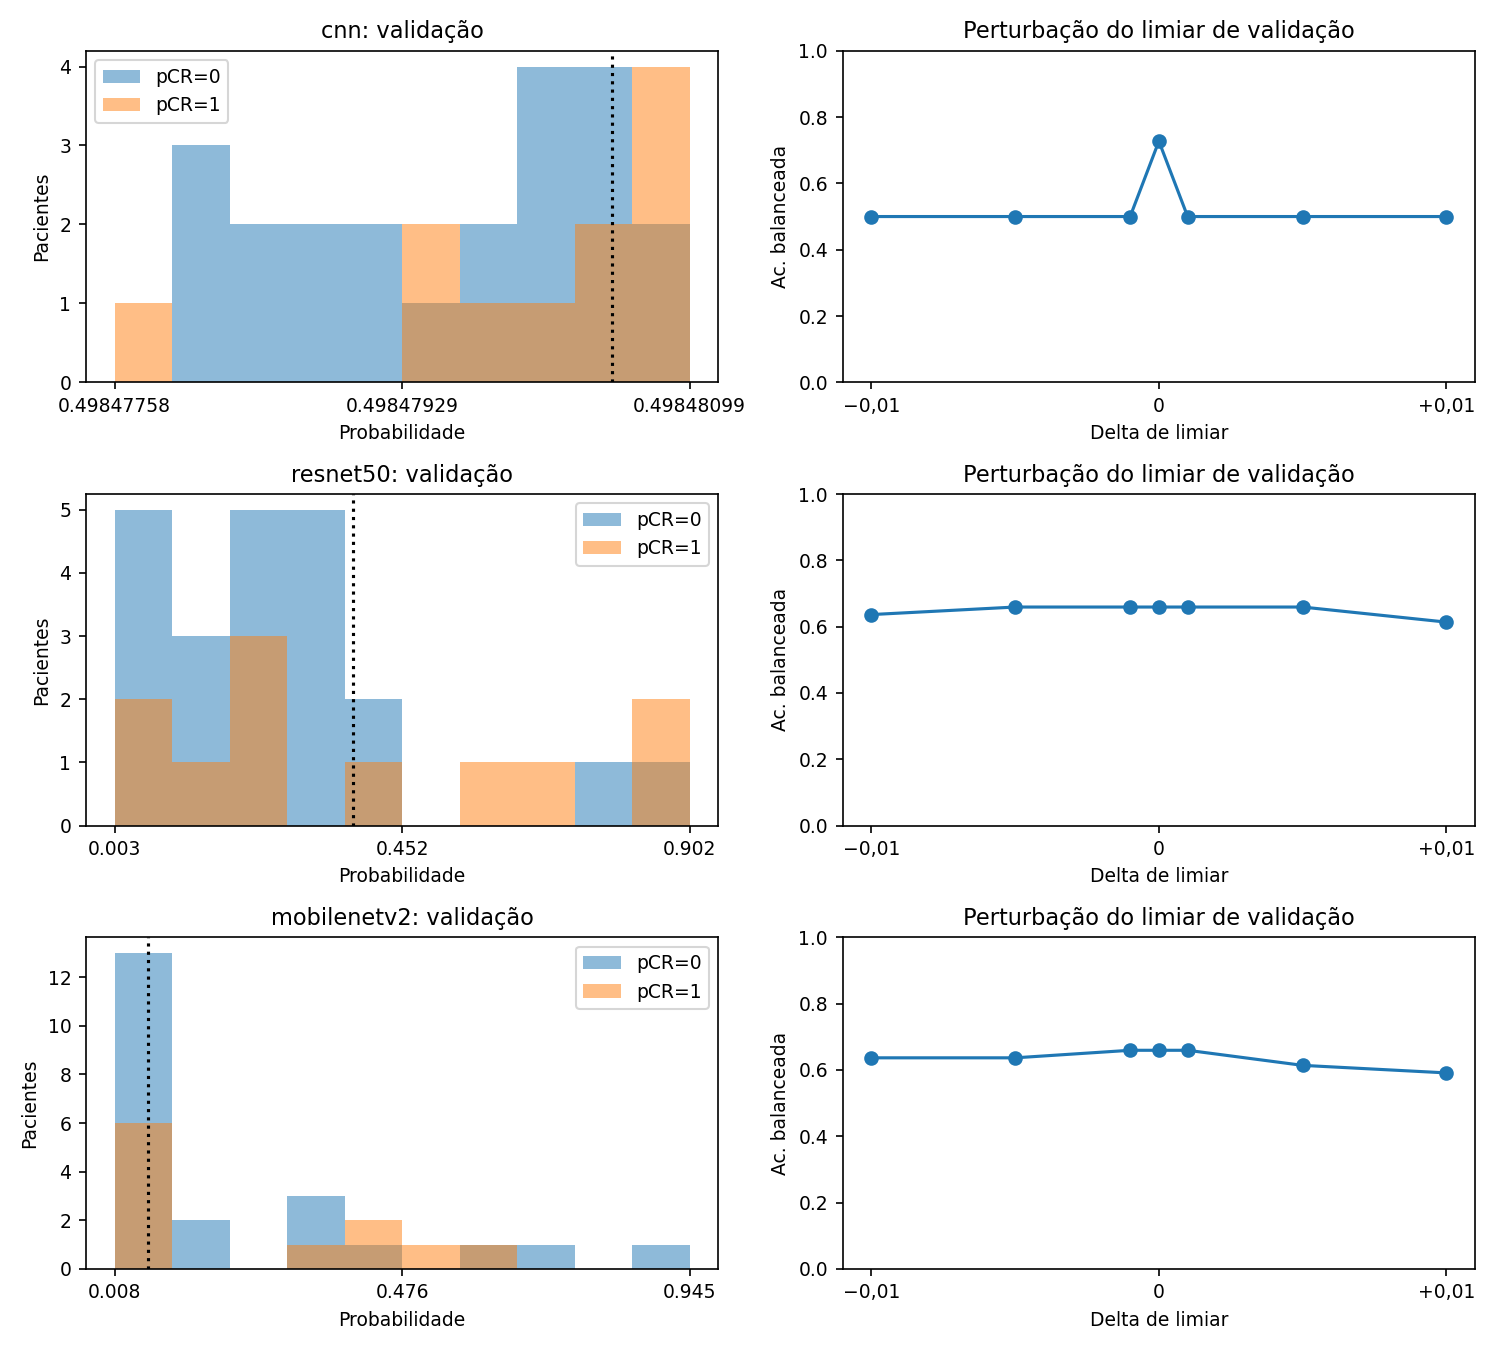 cnn: validação
pCR=0
pCR=1
Pacientes
4
3
2
1
0
0.49847758
0.49847929
0.49848099
Probabilidade
Perturbação do limiar de validação
Ac. balanceada
1.0
0.8
0.6
0.4
0.2
0.0
−0,01
0
+0,01
Delta de limiar
resnet50: validação
pCR=0
pCR=1
Pacientes
5
4
3
2
1
0
0.003
0.452
0.902
Probabilidade
Perturbação do limiar de validação
Ac. balanceada
1.0
0.8
0.6
0.4
0.2
0.0
−0,01
0
+0,01
Delta de limiar
mobilenetv2: validação
pCR=0
pCR=1
Pacientes
12
10
8
6
4
2
0
0.008
0.476
0.945
Probabilidade
Perturbação do limiar de validação
Ac. balanceada
1.0
0.8
0.6
0.4
0.2
0.0
−0,01
0
+0,01
Delta de limiar